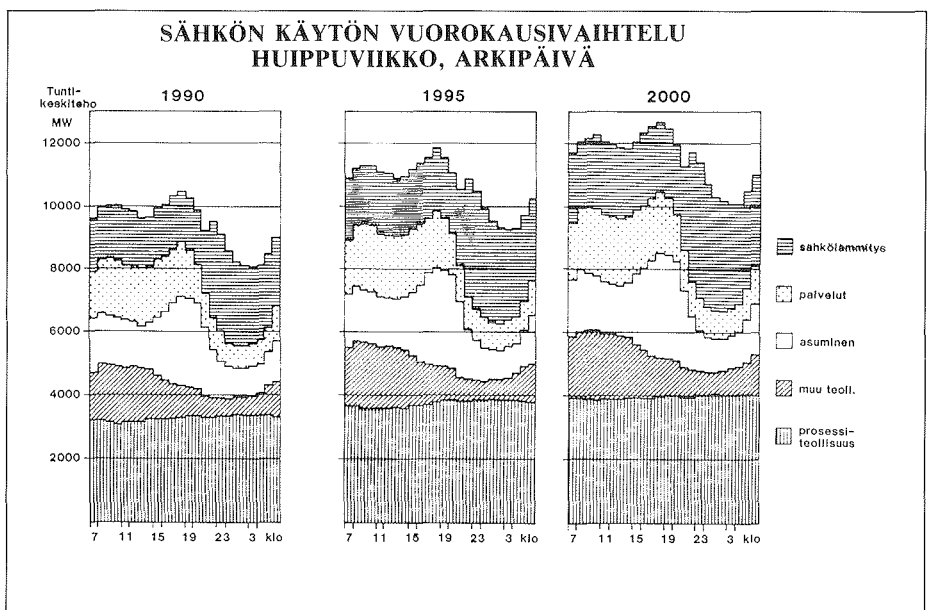 SÄHKÖN KÄYTÖN VUOROKAUSIVAIHTELU
HUIPPUVIIKKO, ARKIPÄIVÄ
Tunti-
keskiteho
MW
1990
1995
2000
12000
10000
8000
6000
4000
2000
7 11 15 19 23 3 klo
7 11 15 19 23 3 klo
7 11 15 19 23 3 klo
sähkölämmitys
palvelut
asuminen
muu teoll.
prosessi-
teollisuus